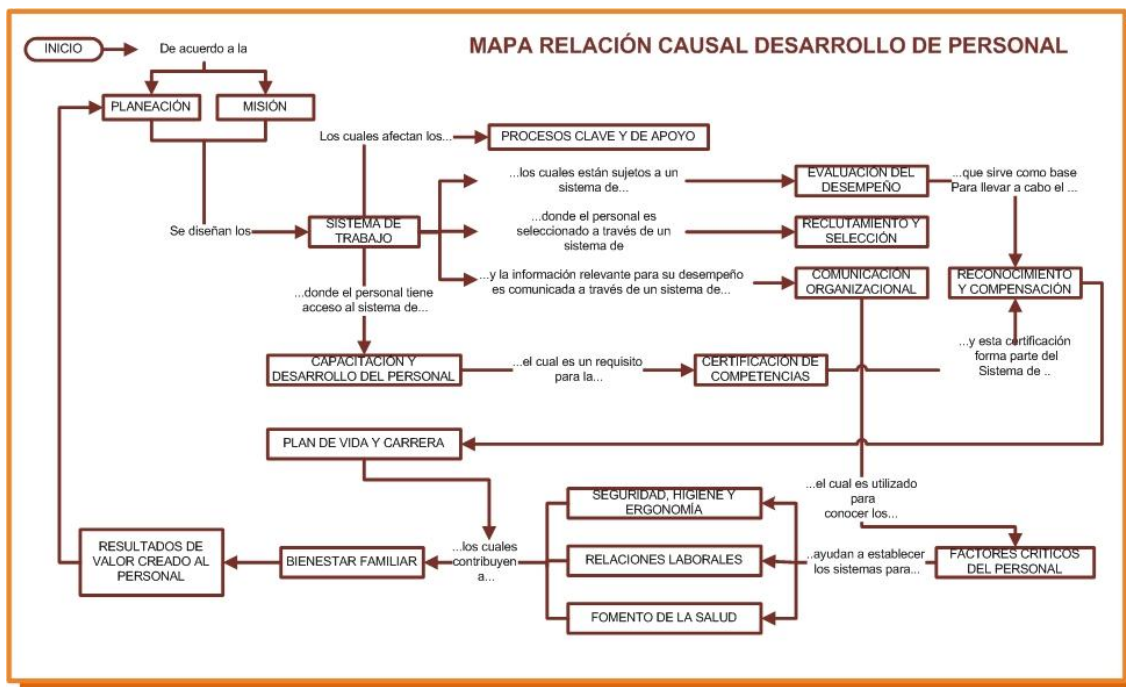 INICIO
De acuerdo a la
MAPA RELACIÓN CAUSAL DESARROLLO DE PERSONAL
PLANEACIÓN
MISIÓN
Los cuales afectan los...
PROCESOS CLAVE Y DE APOYO
...los cuales están sujetos a un
sistema de...
EVALUACIÓN DEL
DESEMPEÑO
...que sirve como base
Para llevar a cabo el ...
Se diseñan los
SISTEMA DE
TRABAJO
...donde el personal es
seleccionado a través de un
sistema de
RECLUTAMIENTO Y
SELECCIÓN
...y la información relevante para su desempeño
es comunicada a través de un sistema de...
COMUNICACIÓN
ORGANIZACIONAL
RECONOCIMIENTO
Y COMPENSACIÓN
...donde el personal tiene
acceso al sistema de...
CAPACITACIÓN Y
DESARROLLO DEL PERSONAL
...el cual es un requisito
para la...
CERTIFICACIÓN DE
COMPETENCIAS
...y esta certificación
forma parte del
Sistema de ..
PLAN DE VIDA Y CARRERA
...el cual es utilizado
para
conocer los...
SEGURIDAD, HIGIENE Y
ERGONOMÍA
RESULTADOS DE
VALOR CREADO AL
PERSONAL
BIENESTAR FAMILIAR
...los cuales
contribuyen
a...
RELACIONES LABORALES
...ayudan a establecer
los sistemas para...
FACTORES CRÍTICOS
DEL PERSONAL
FOMENTO DE LA SALUD